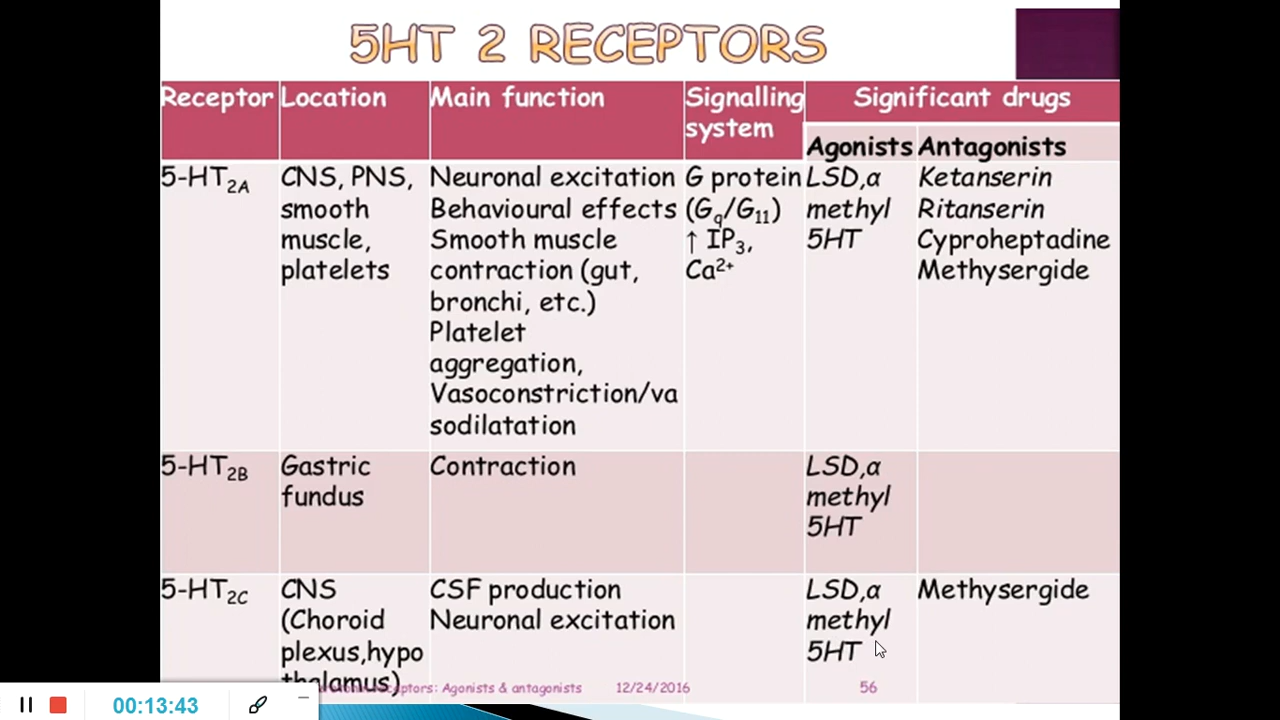 5HT 2 RECEPTORS
Receptor
Location
Main function
Signalling
system
Significant drugs
Agonists
Antagonists
5-HT2A
CNS, PNS,
smooth
muscle,
platelets
Neuronal excitation
Behavioural effects
Smooth muscle
contraction (gut,
bronchi, etc.)
Platelet
aggregation,
Vasoconstriction/va
sodilatation
G protein
(Gq/G11)
↑ IP3,
Ca2+
LSD,α
methyl
5HT
Ketanserin
Ritanserin
Cyproheptadine
Methysergide
5-HT2B
Gastric
fundus
Contraction
LSD,α
methyl
5HT
5-HT2C
CNS
(Choroid
plexus,hypo
thalamus)
CSF production
Neuronal excitation
LSD,α
methyl
5HT
Methysergide
receptors: Agonists & antagonists
12/24/2016
56
00:13:43